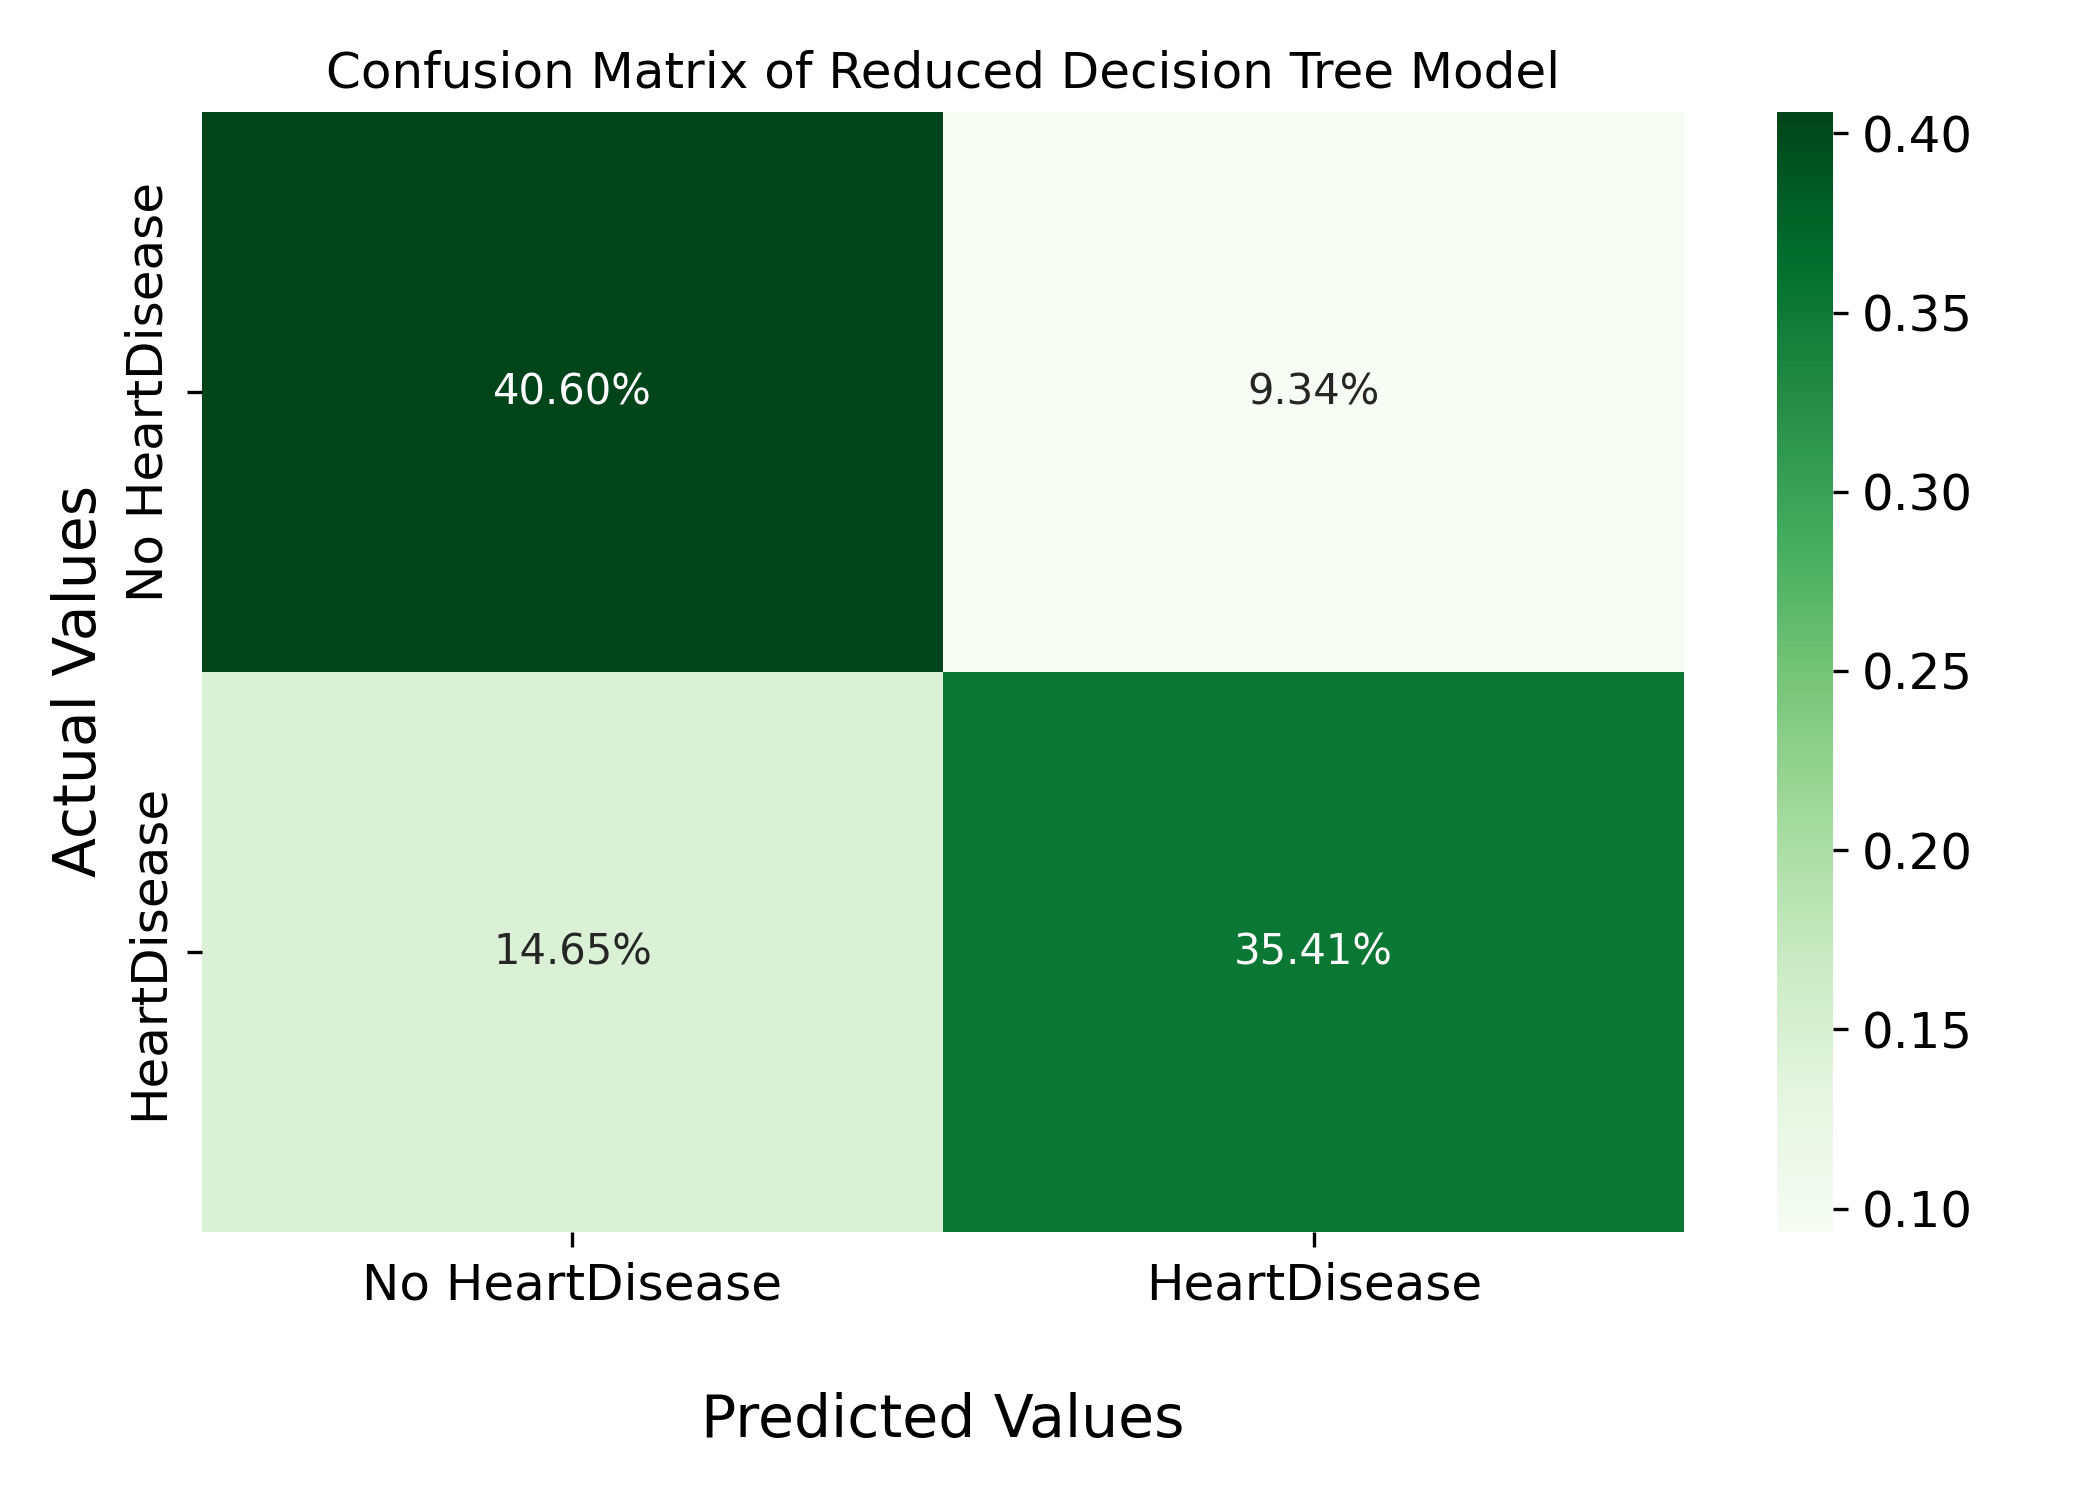 Confusion Matrix of Reduced Decision Tree Model
Actual Values
No HeartDisease
HeartDisease
40.60%
9.34%
14.65%
35.41%
No HeartDisease
HeartDisease
Predicted Values
0.40
0.35
0.30
0.25
0.20
0.15
0.10